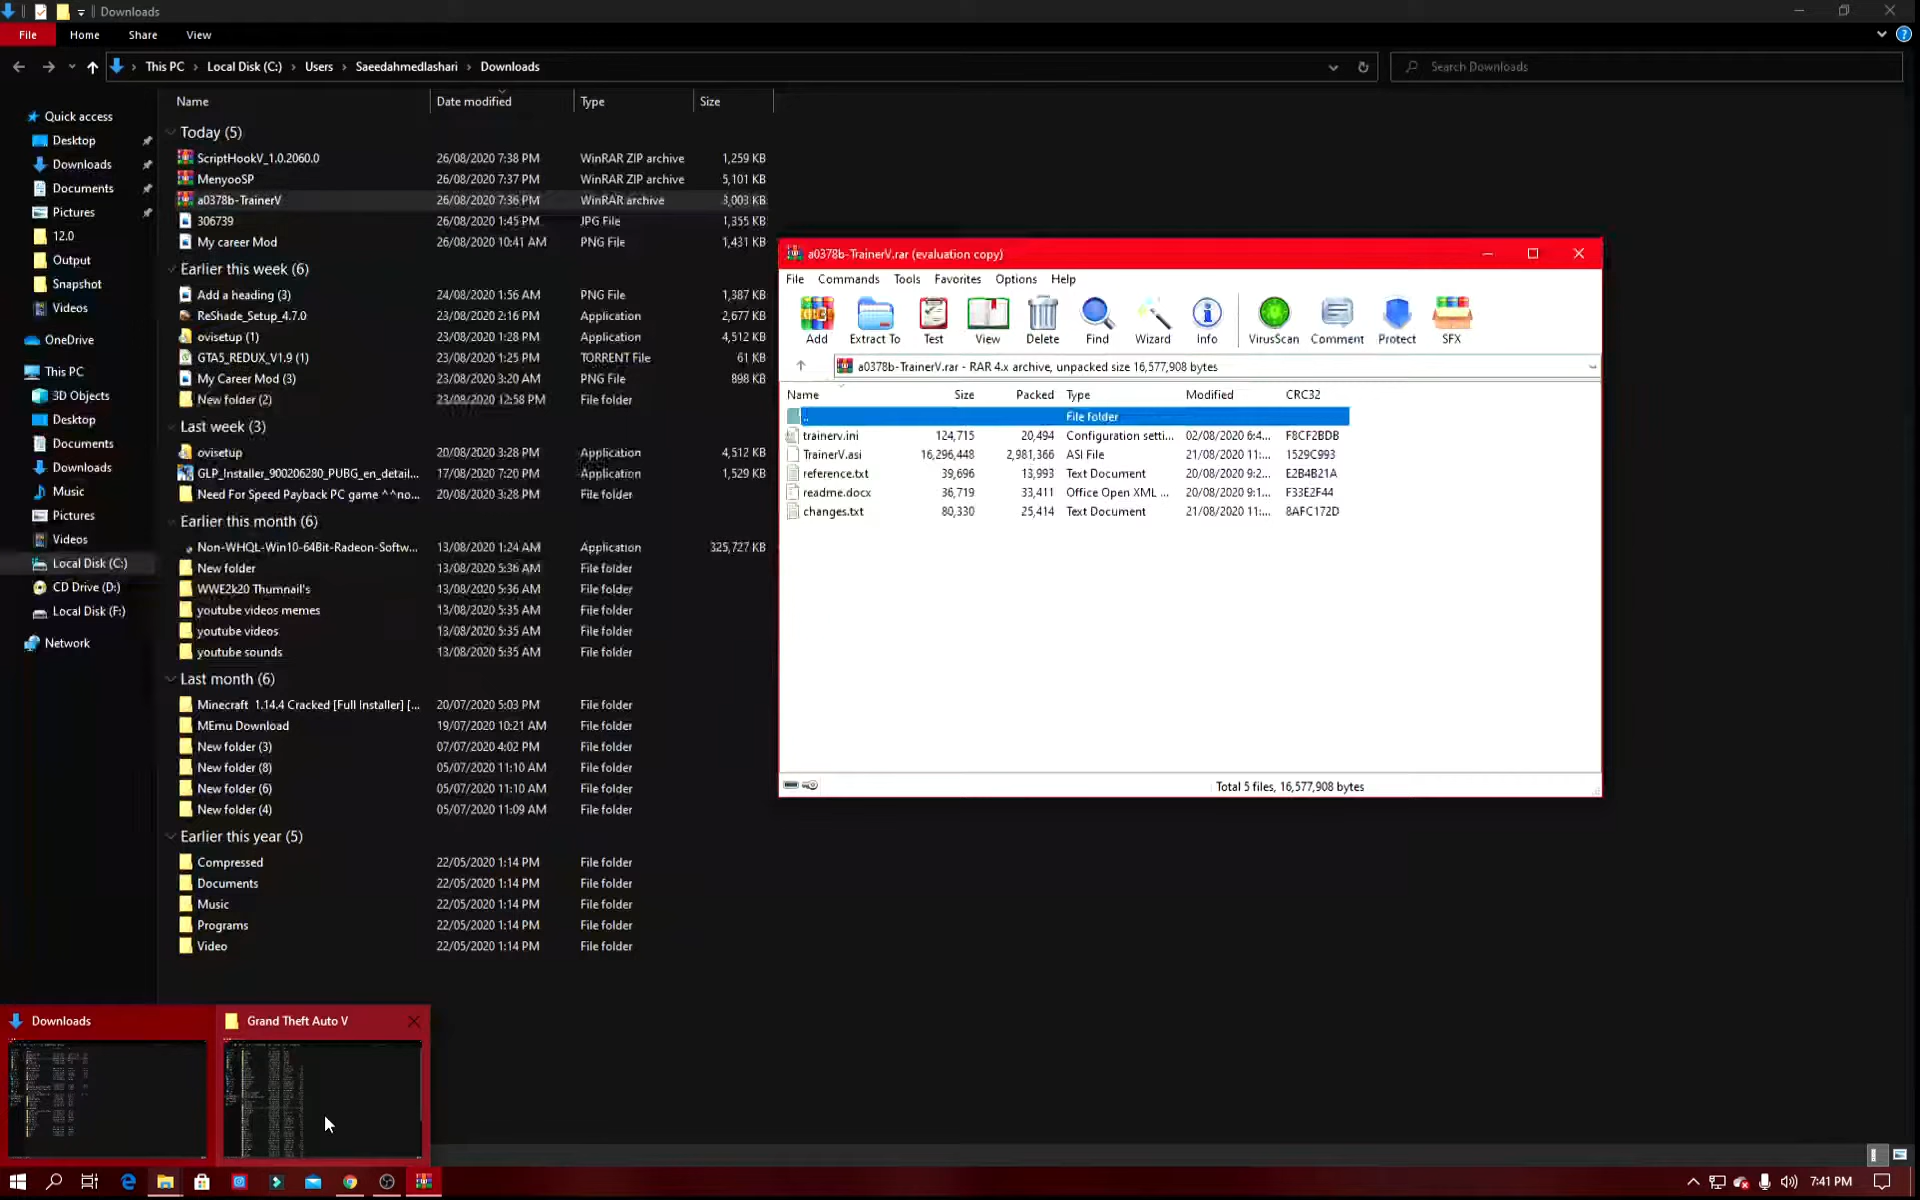 Downloads
File Home Share View
This PC Local Disk (C:) Users Saeedahmedlashari Downloads
Search Downloads
Name Date modified Type Size
Quick access
Desktop
Downloads
Documents
Pictures
12.0
Output
Snapshot
Videos
OneDrive
This PC
3D Objects
Desktop
Documents
Downloads
Music
Pictures
Videos
Local Disk (C:)
CD Drive (D:)
Local Disk (F:)
Network
Today (5)
ScriptHookV_1.0.2060.0 26/08/2020 7:38 PM WinRAR ZIP archive 1,259 KB
MenyooSP 26/08/2020 7:37 PM WinRAR ZIP archive 5,101 KB
a0378b-TrainerV 26/08/2020 7:36 PM WinRAR archive 3,003 KB
306739 26/08/2020 1:45 PM JPG File 1,355 KB
My career Mod 26/08/2020 10:41 AM PNG File 1,431 KB
Earlier this week (6)
Add a heading (3) 24/08/2020 1:56 AM PNG File 1,387 KB
ReShade_Setup_4.7.0 23/08/2020 2:16 PM Application 2,677 KB
ovisetup (1) 23/08/2020 1:28 PM Application 4,512 KB
GTA5_REDUX_V1.9 (1) 23/08/2020 1:25 PM TORRENT File 61 KB
My Career Mod (3) 23/08/2020 3:20 AM PNG File 898 KB
New folder (2) 23/08/2020 12:58 PM File folder
Last week (3)
ovisetup 20/08/2020 3:28 PM Application 4,512 KB
GLP_Installer_900206280_PUBG_en_detail... 17/08/2020 7:20 PM Application 1,529 KB
Need For Speed Payback PC game ^^no... 20/08/2020 3:28 PM File folder
Earlier this month (6)
Non-WHQL-Win10-64Bit-Radeon-Softw... 13/08/2020 1:24 AM Application 325,727 KB
New folder 13/08/2020 5:36 AM File folder
WWE2k20 Thumnail's 13/08/2020 5:36 AM File folder
youtube videos memes 13/08/2020 5:35 AM File folder
youtube videos 13/08/2020 5:35 AM File folder
youtube sounds 13/08/2020 5:35 AM File folder
Last month (6)
Minecraft 1.14.4 Cracked [Full Installer] [... 20/07/2020 5:03 PM File folder
MEmu Download 19/07/2020 10:21 AM File folder
New folder (3) 07/07/2020 4:02 PM File folder
New folder (8) 05/07/2020 11:10 AM File folder
New folder (6) 05/07/2020 11:10 AM File folder
New folder (4) 05/07/2020 11:09 AM File folder
Earlier this year (5)
Compressed 22/05/2020 1:14 PM File folder
Documents 22/05/2020 1:14 PM File folder
Music 22/05/2020 1:14 PM File folder
Programs 22/05/2020 1:14 PM File folder
Video 22/05/2020 1:14 PM File folder
a0378b-TrainerV.rar (evaluation copy)
File Commands Tools Favorites Options Help
Add Extract To Test View Delete Find Wizard Info VirusScan Comment Protect SFX
a0378b-TrainerV.rar - RAR 4.x archive, unpacked size 16,577,908 bytes
Name Size Packed Type Modified CRC32
.. File folder
trainerv.ini 124,715 20,494 Configuration setti... 02/08/2020 6:4... F8CF2BDB
TrainerV.asi 16,296,448 2,981,366 ASI File 21/08/2020 11:... 1529C993
reference.txt 39,696 13,993 Text Document 20/08/2020 9:2... E2B4B21A
readme.docx 36,719 33,411 Office Open XML ... 20/08/2020 9:1... F33E2F44
changes.txt 80,330 25,414 Text Document 21/08/2020 11:... 8AFC172D
Total 5 files, 16,577,908 bytes
Downloads
Grand Theft Auto V
7:41 PM